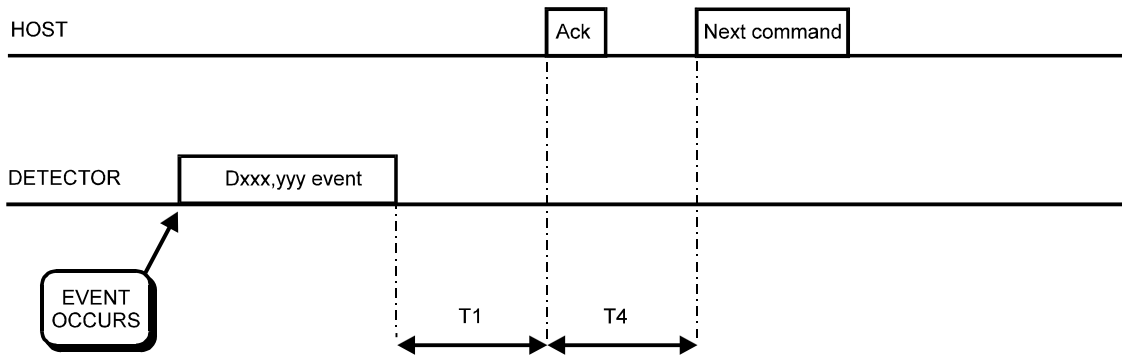 HOST
Ack
Next command
DETECTOR
Dxxx,yyy event
EVENT
OCCURS
T1
T4